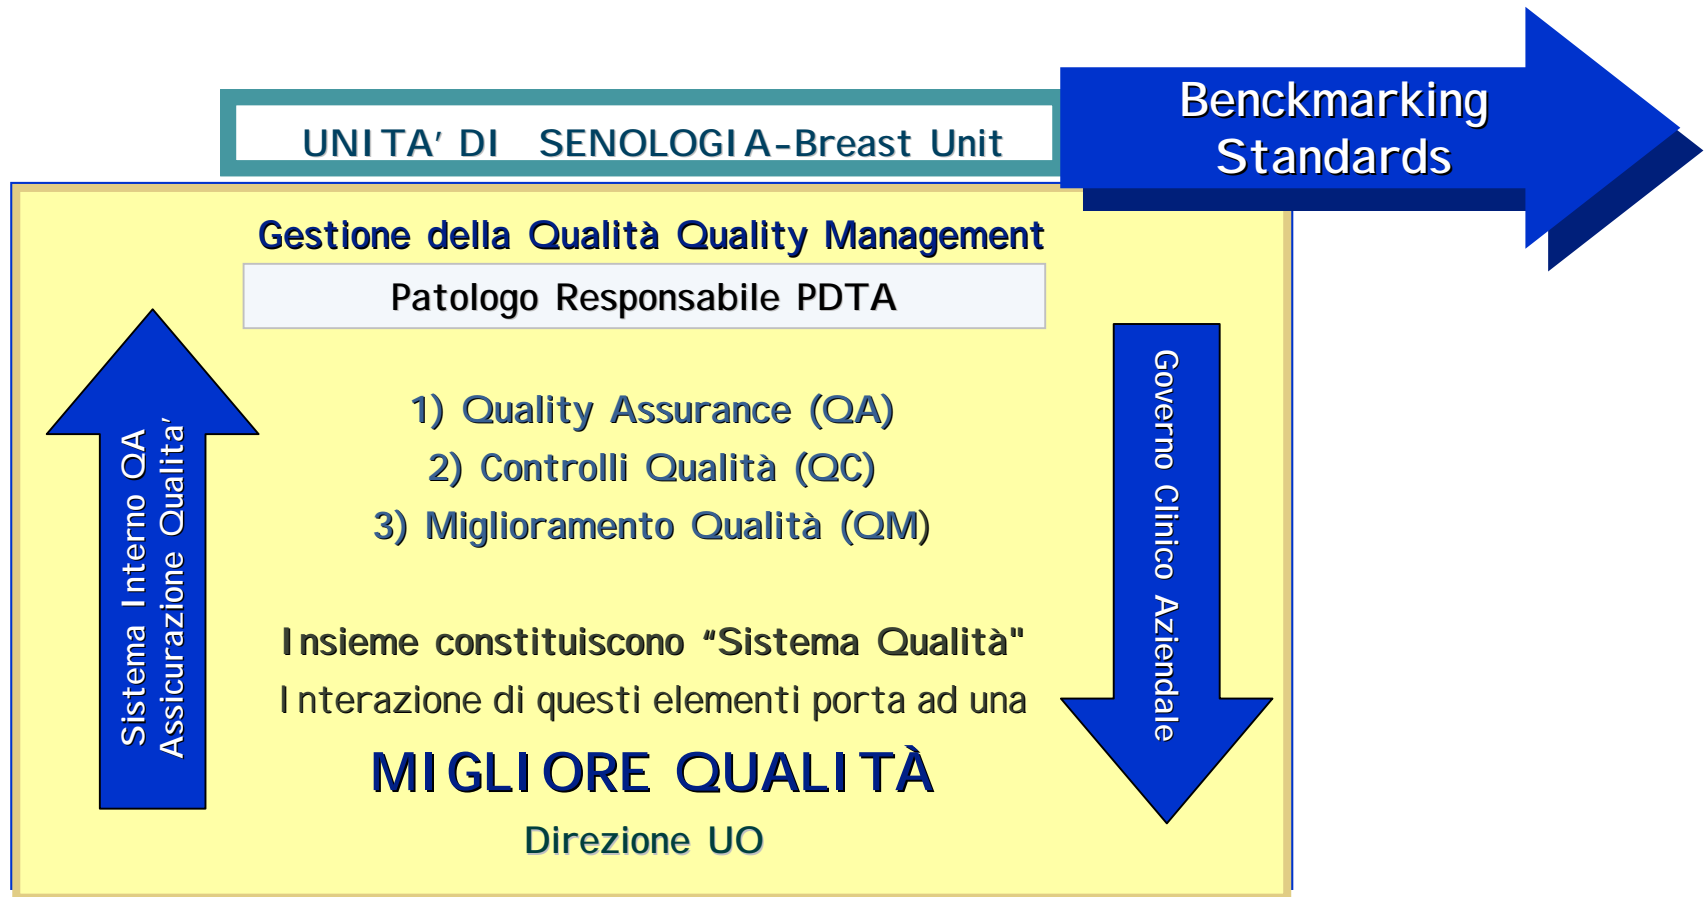 Benckmarking
Standards
UNITA' DI SENOLOGIA-Breast Unit
Gestione della Qualità Quality Management
Patologo Responsabile PDTA
Sistema Interno QA
Assicurazione Qualita'
1) Quality Assurance (QA)
2) Controlli Qualità (QC)
3) Miglioramento Qualità (QM)
Governo Clinico Aziendale
Insieme constituiscono “Sistema Qualità"
Interazione di questi elementi porta ad una
MIGLIORE QUALITÀ
Direzione UO